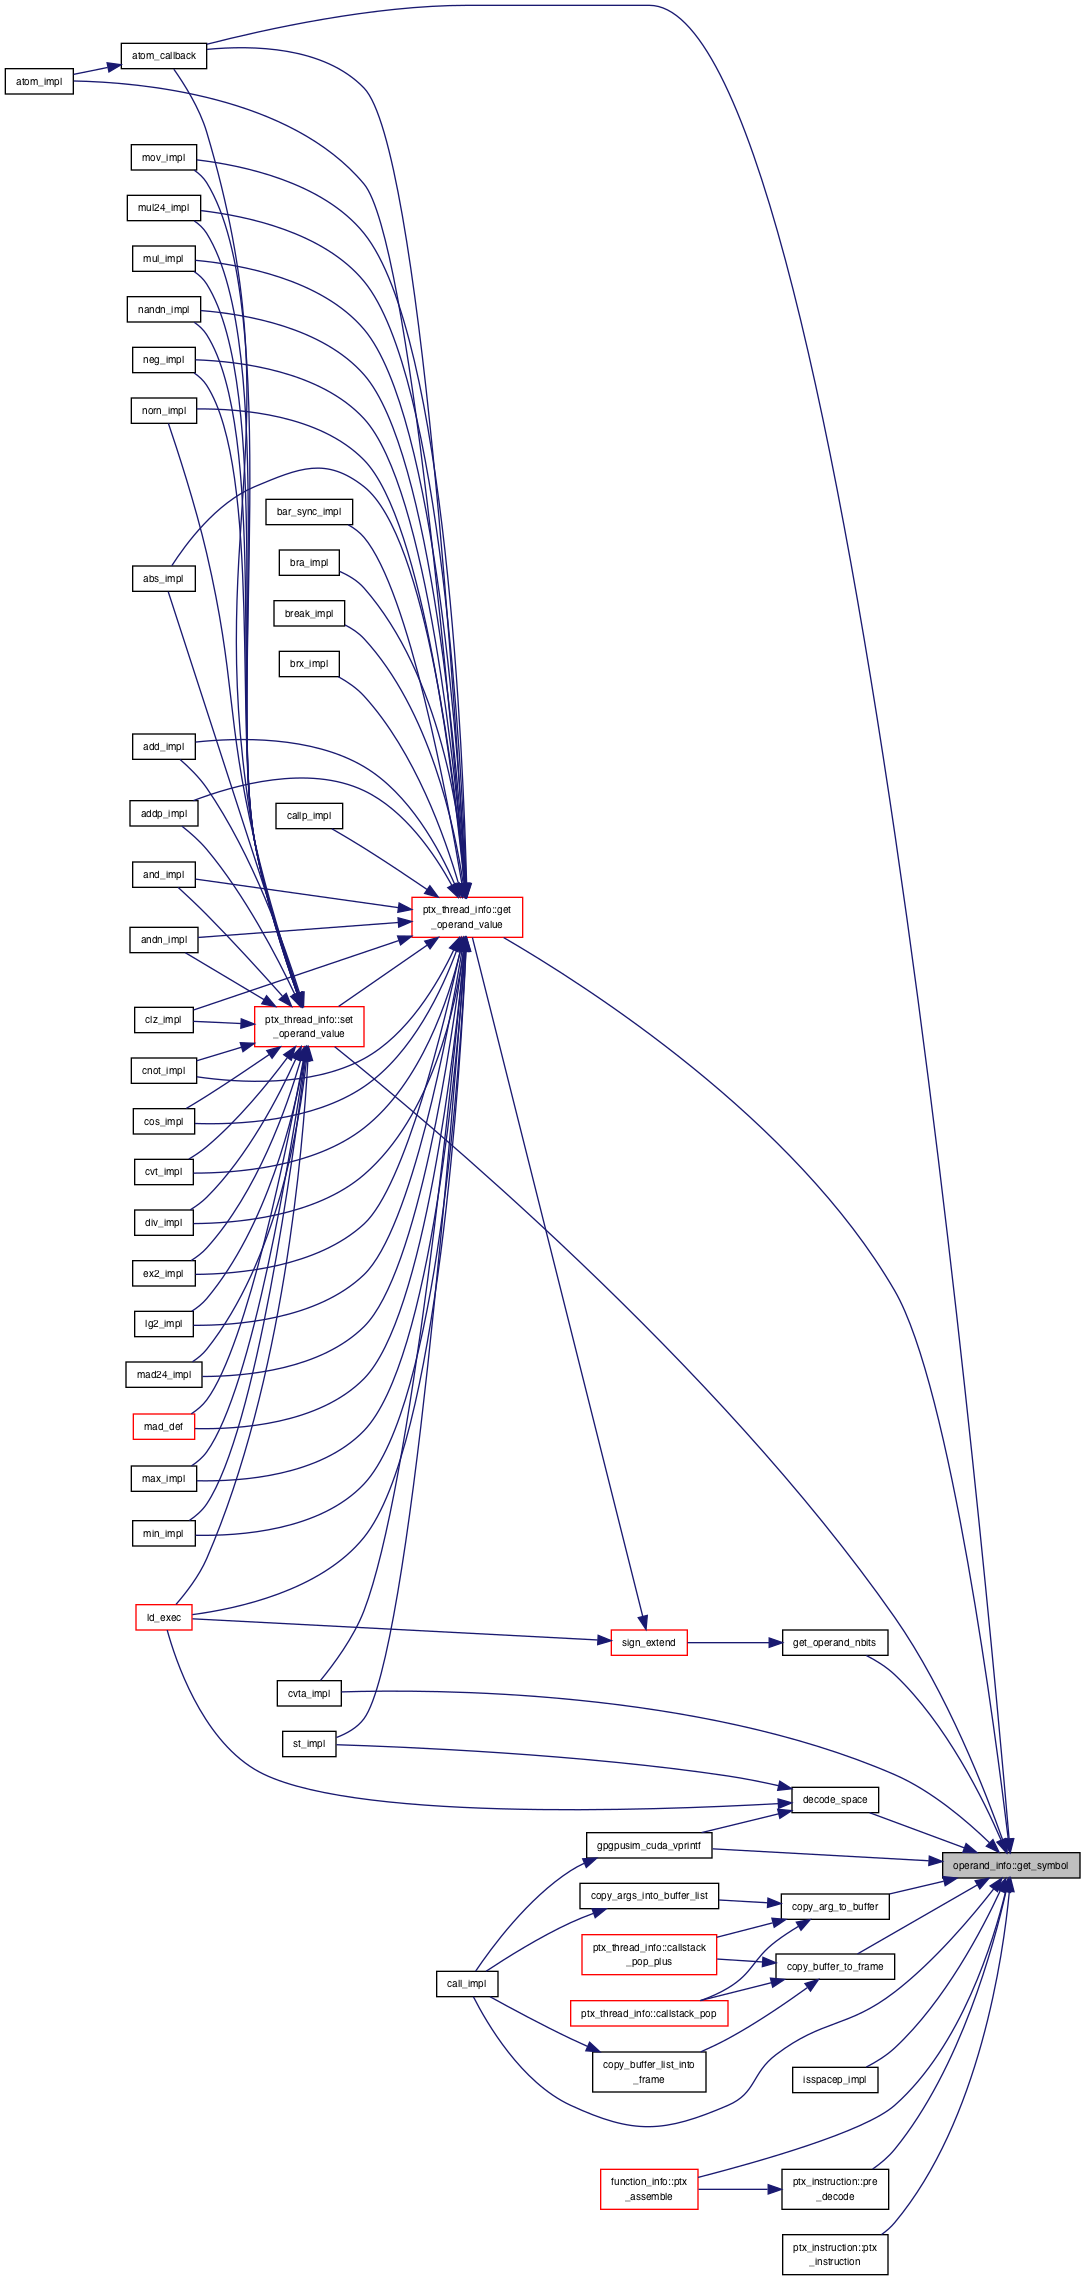 atom_callback
atom_impl
mov_impl
mul24_impl
mul_impl
nandn_impl
neg_impl
norn_impl
bar_sync_impl
bra_impl
abs_impl
break_impl
brx_impl
add_impl
addp_impl
callp_impl
and_impl
ptx_thread_info::get
_operand_value
andn_impl
clz_impl
ptx_thread_info::set
_operand_value
cnot_impl
cos_impl
cvt_impl
div_impl
ex2_impl
lg2_impl
mad24_impl
mad_def
max_impl
min_impl
ld_exec
sign_extend
get_operand_nbits
cvta_impl
st_impl
decode_space
gpgpusim_cuda_vprintf
operand_info::get_symbol
copy_args_into_buffer_list
copy_arg_to_buffer
ptx_thread_info::callstack
_pop_plus
copy_buffer_to_frame
call_impl
ptx_thread_info::callstack_pop
copy_buffer_list_into
_frame
isspacep_impl
function_info::ptx
_assemble
ptx_instruction::pre
_decode
ptx_instruction::ptx
_instruction